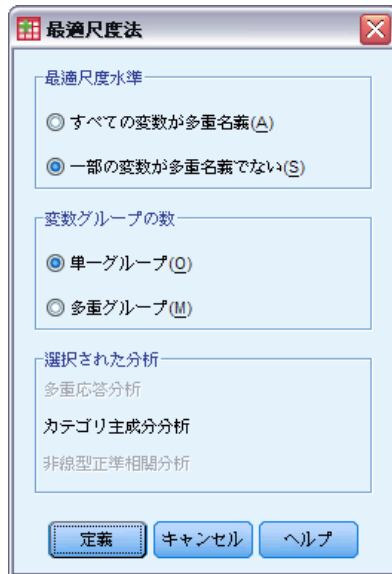 最適尺度法
最適尺度水準
すべての変数が多重名義(A)
一部の変数が多重名義でない(S)
変数グループの数
単一グループ(O)
多重グループ(M)
選択された分析
多重応答分析
カテゴリ主成分分析
非線型正準相関分析
定義 キャンセル ヘルプ